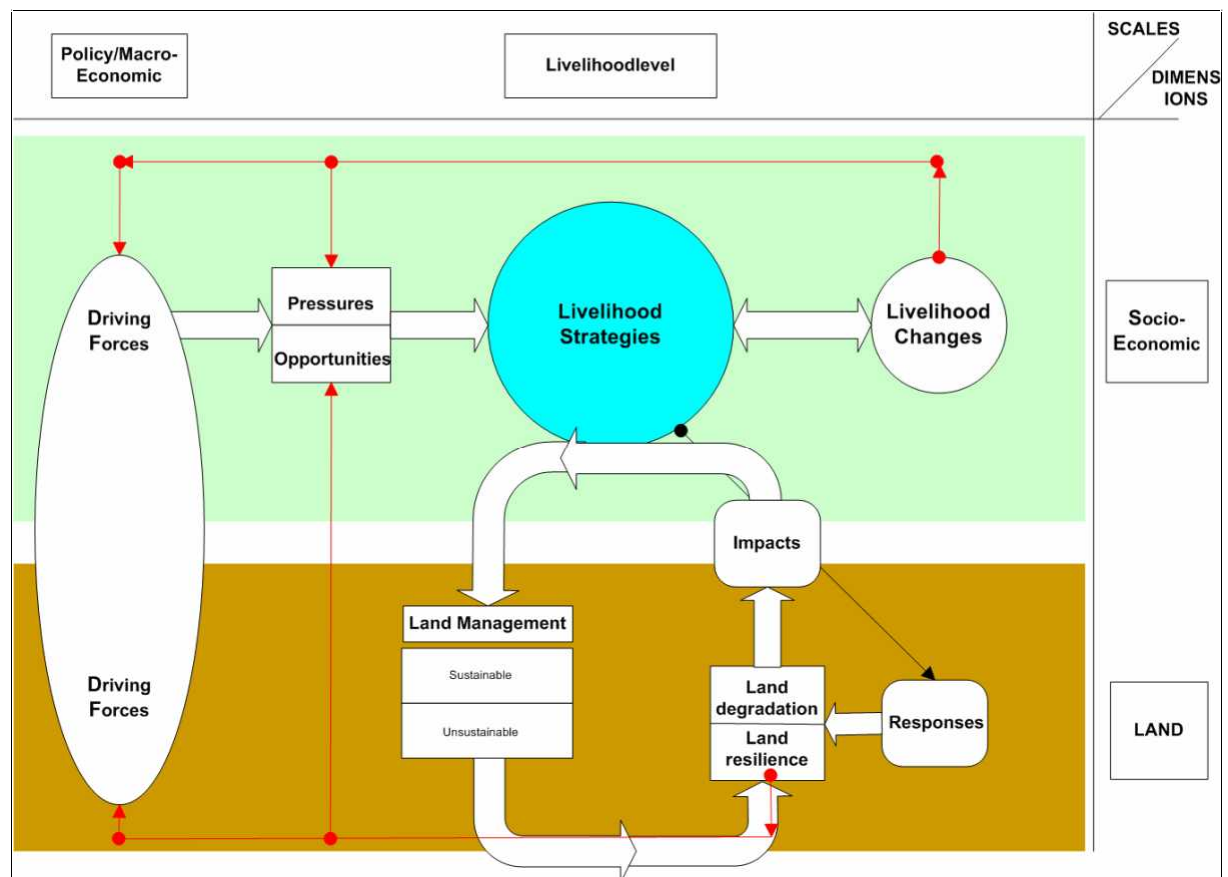 Policy/Macro-
Economic
Livelihoodlevel
SCALES
DIMENS
IONS
Driving
Forces
Pressures
Opportunities
Livelihood
Strategies
Livelihood
Changes
Socio-
Economic
Impacts
Land Management
Sustainable
Unsustainable
Driving
Forces
Land
degradation
Land
resilience
Responses
LAND